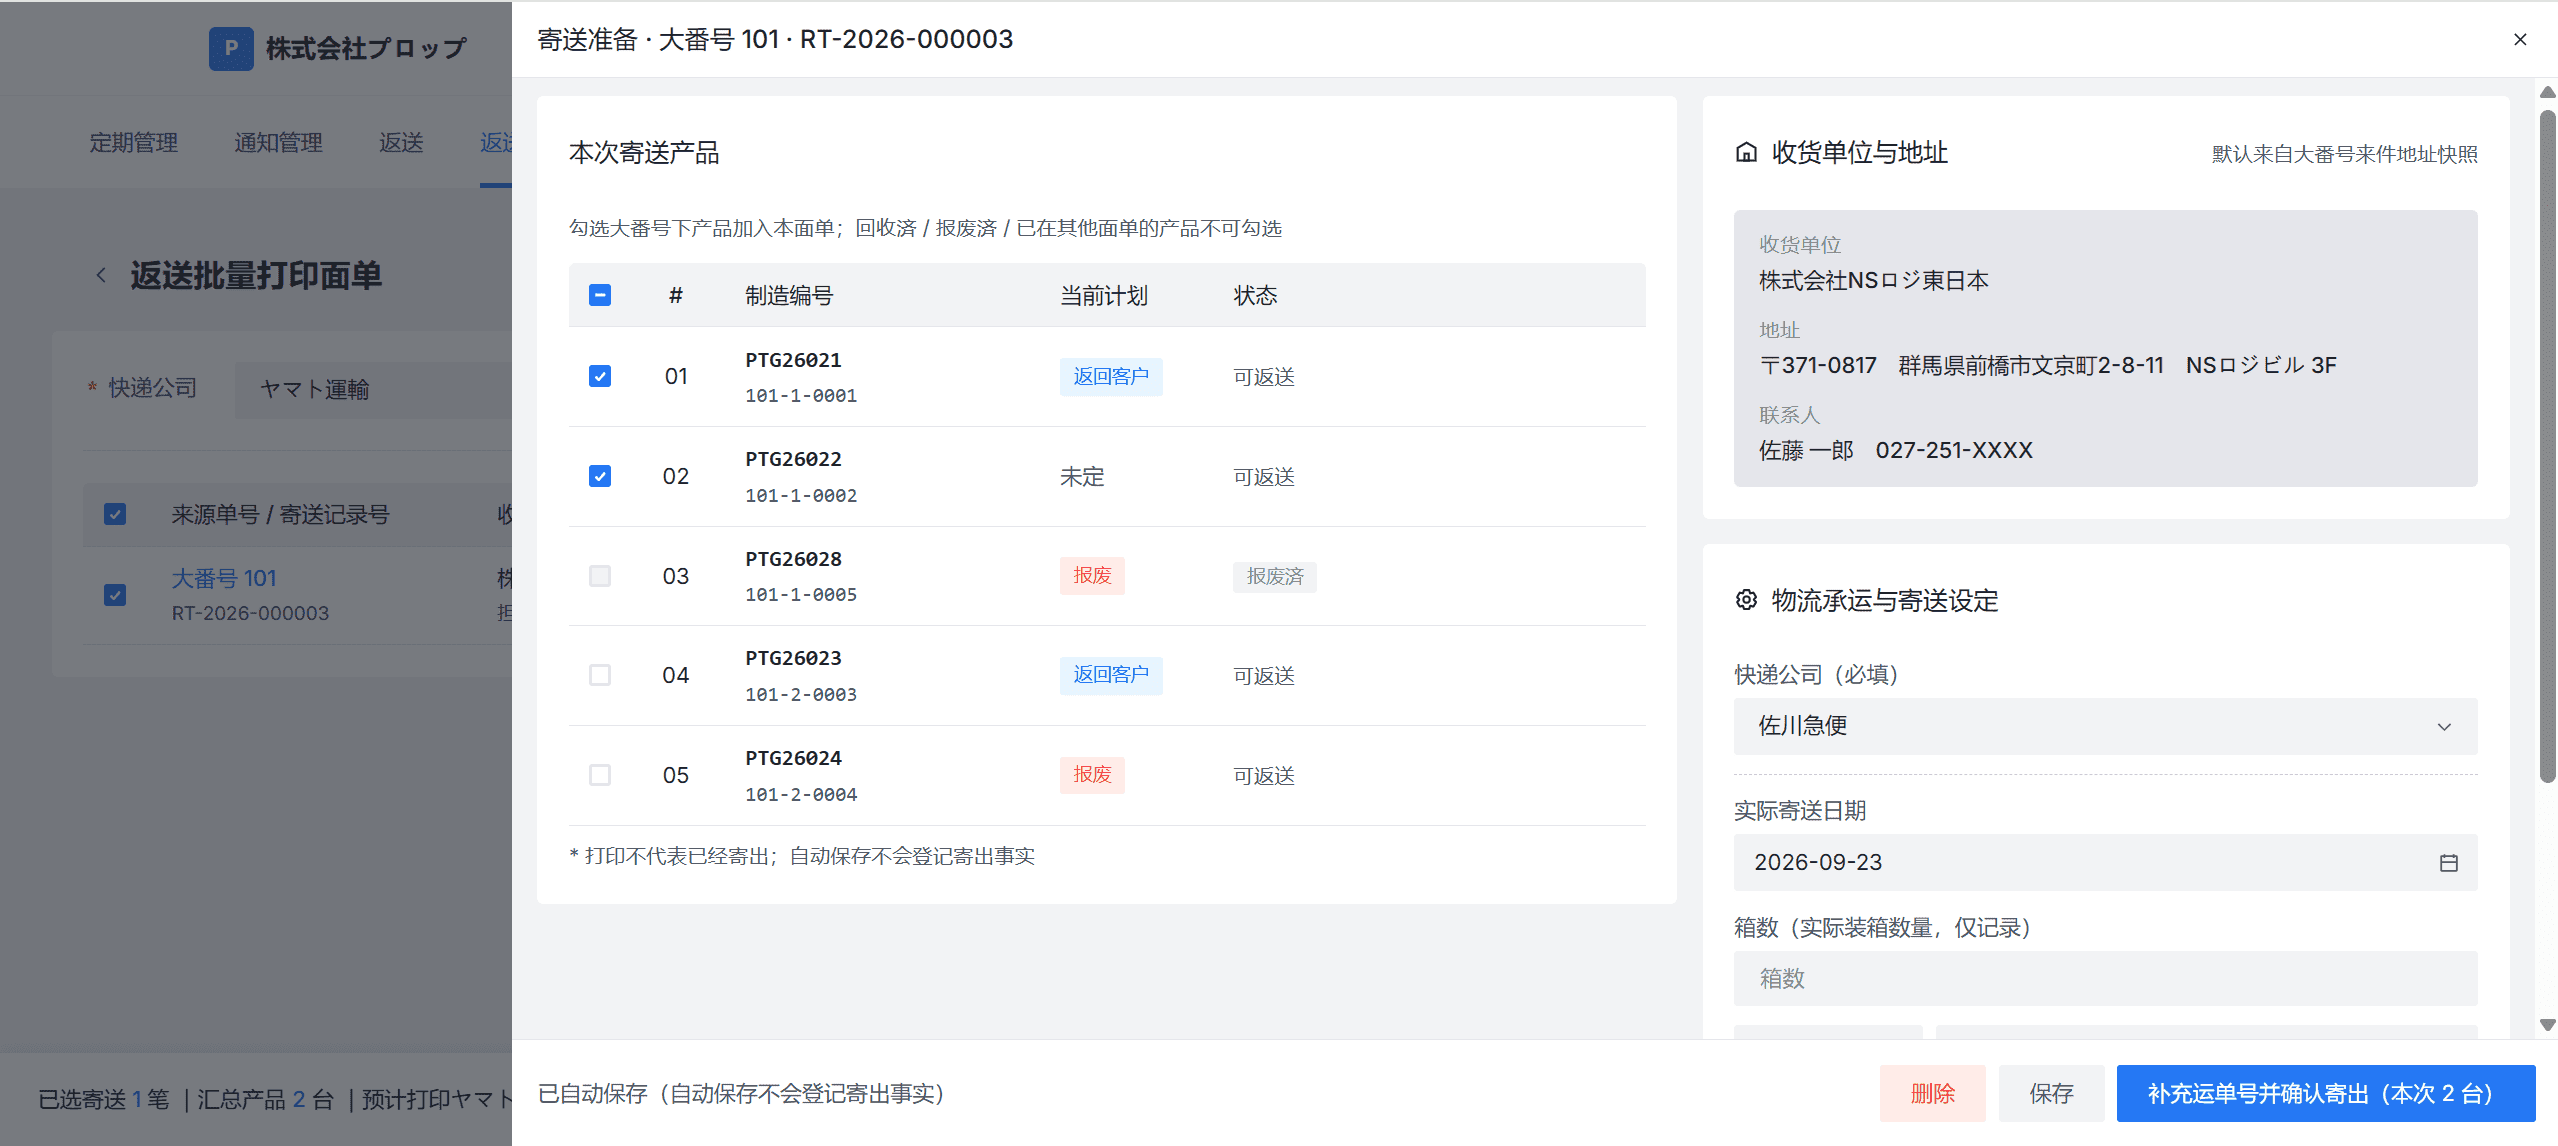 P 株式会社プロップ
定期管理 通知管理 返送
返送批量打印面单
* 快递公司 ヤマト運輸
来源单号 / 寄送记录号
大番号 101
RT-2026-000003
已选寄送 1 笔 | 汇总产品 2 台 | 预计打印ヤマト
寄送准备 · 大番号 101 · RT-2026-000003
本次寄送产品
勾选大番号下产品加入本面单；回收済 / 报废済 / 已在其他面单的产品不可勾选
# 制造编号 当前计划 状态
01 PTG26021 返回客户 可返送
101-1-0001
02 PTG26022 未定 可返送
101-1-0002
03 PTG26028 报废 报废済
101-1-0005
04 PTG26023 返回客户 可返送
101-2-0003
05 PTG26024 报废 可返送
101-2-0004
* 打印不代表已经寄出；自动保存不会登记寄出事实
收货单位与地址 默认来自大番号来件地址快照
收货单位
株式会社NSロジ東日本
地址
〒371-0817 群馬県前橋市文京町2-8-11 NSロジビル 3F
联系人
佐藤 一郎 027-251-XXXX
物流承运与寄送设定
快递公司（必填）
佐川急便
实际寄送日期
2026-09-23
箱数（实际装箱数量，仅记录）
箱数
已自动保存（自动保存不会登记寄出事实）
删除 保存 补充运单号并确认寄出（本次 2 台）